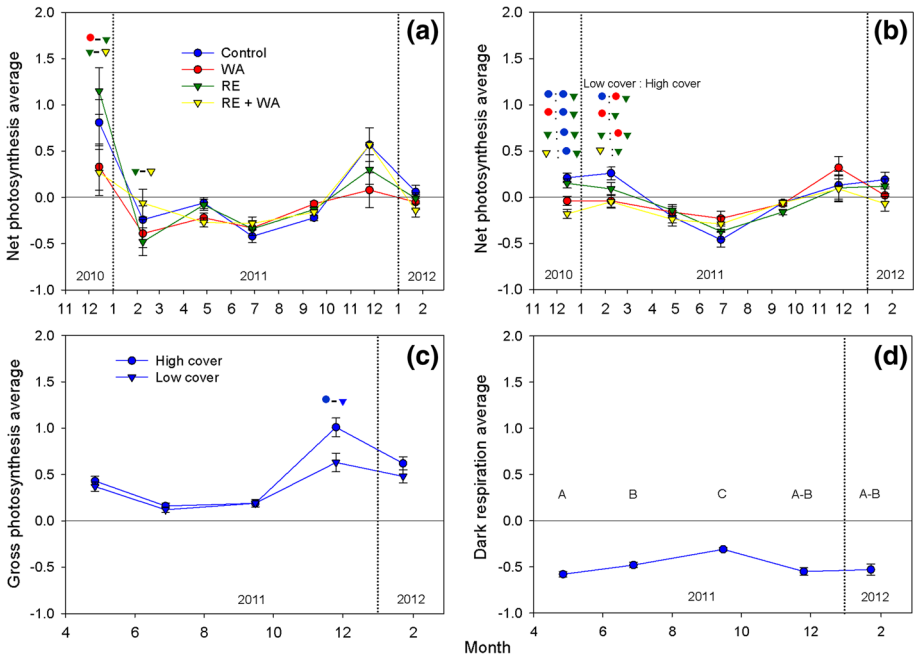 (a)
Net photosynthesis average
2.0
1.5
1.0
0.5
0.0
-0.5
-1.0
Control
WA
RE
RE + WA
2010
2011
2012
11 12 1 2 3 4 5 6 7 8 9 10 11 12 1 2
(b)
Net photosynthesis average
2.0
1.5
1.0
0.5
0.0
-0.5
-1.0
Low cover : High cover
2010
2011
2012
11 12 1 2 3 4 5 6 7 8 9 10 11 12 1 2
(c)
Gross photosynthesis average
2.0
1.5
1.0
0.5
0.0
-0.5
-1.0
High cover
Low cover
2011
2012
4 6 8 10 12 2
(d)
Dark respiration average
2.0
1.5
1.0
0.5
0.0
-0.5
-1.0
A B C A-B A-B
2011
2012
4 6 8 10 12 2
Month